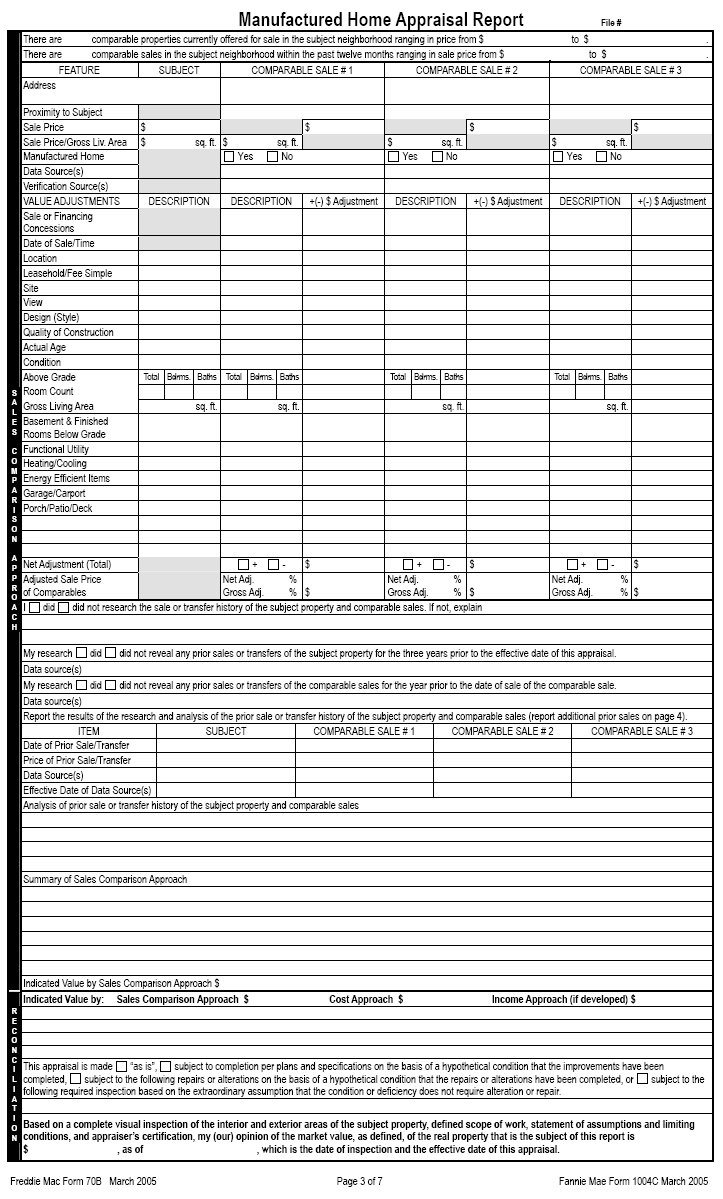 Manufactured Home Appraisal Report File #
There are comparable properties currently offered for sale in the subject neighborhood ranging in price from $ to $ .
There are comparable sales in the subject neighborhood within the past twelve months ranging in sale price from $ to $ .
FEATURE SUBJECT COMPARABLE SALE # 1 COMPARABLE SALE # 2 COMPARABLE SALE # 3
Address
Proximity to Subject
Sale Price $ $ $ $
Sale Price/Gross Liv. Area $ sq. ft. $ sq. ft. $ sq. ft. $ sq. ft.
Manufactured Home Yes No Yes No Yes No
Data Source(s)
Verification Source(s)
VALUE ADJUSTMENTS DESCRIPTION DESCRIPTION +(-) $ Adjustment DESCRIPTION +(-) $ Adjustment DESCRIPTION +(-) $ Adjustment
Sale or Financing
Concessions
Date of Sale/Time
Location
Leasehold/Fee Simple
Site
View
Design (Style)
Quality of Construction
Actual Age
Condition
Above Grade Total Bdrms. Baths Total Bdrms. Baths Total Bdrms. Baths Total Bdrms. Baths
Room Count
Gross Living Area sq. ft. sq. ft. sq. ft. sq. ft.
Basement & Finished
Rooms Below Grade
Functional Utility
Heating/Cooling
Energy Efficient Items
Garage/Carport
Porch/Patio/Deck
Net Adjustment (Total) + - $ + - $ + - $
Adjusted Sale Price Net Adj. % Net Adj. % Net Adj. %
of Comparables Gross Adj. % $ Gross Adj. % $ Gross Adj. % $
SALES COMPARISON APPROACH
I did did not research the sale or transfer history of the subject property and comparable sales. If not, explain
My research did did not reveal any prior sales or transfers of the subject property for the three years prior to the effective date of this appraisal.
Data source(s)
My research did did not reveal any prior sales or transfers of the comparable sales for the year prior to the date of sale of the comparable sale.
Data source(s)
Report the results of the research and analysis of the prior sale or transfer history of the subject property and comparable sales (report additional prior sales on page 4).
ITEM SUBJECT COMPARABLE SALE # 1 COMPARABLE SALE # 2 COMPARABLE SALE # 3
Date of Prior Sale/Transfer
Price of Prior Sale/Transfer
Data Source(s)
Effective Date of Data Source(s)
Analysis of prior sale or transfer history of the subject property and comparable sales
Summary of Sales Comparison Approach
Indicated Value by Sales Comparison Approach $
Indicated Value by: Sales Comparison Approach $ Cost Approach $ Income Approach (if developed) $
RECONCILIATION
This appraisal is made "as is", subject to completion per plans and specifications on the basis of a hypothetical condition that the improvements have been
completed, subject to the following repairs or alterations on the basis of a hypothetical condition that the repairs or alterations have been completed, or subject to the
following required inspection based on the extraordinary assumption that the condition or deficiency does not require alteration or repair.
Based on a complete visual inspection of the interior and exterior areas of the subject property, defined scope of work, statement of assumptions and limiting
conditions, and appraiser's certification, my (our) opinion of the market value, as defined, of the real property that is the subject of this report is
$ , as of , which is the date of inspection and the effective date of this appraisal.
Freddie Mac Form 70B March 2005 Page 3 of 7 Fannie Mae Form 1004C March 2005